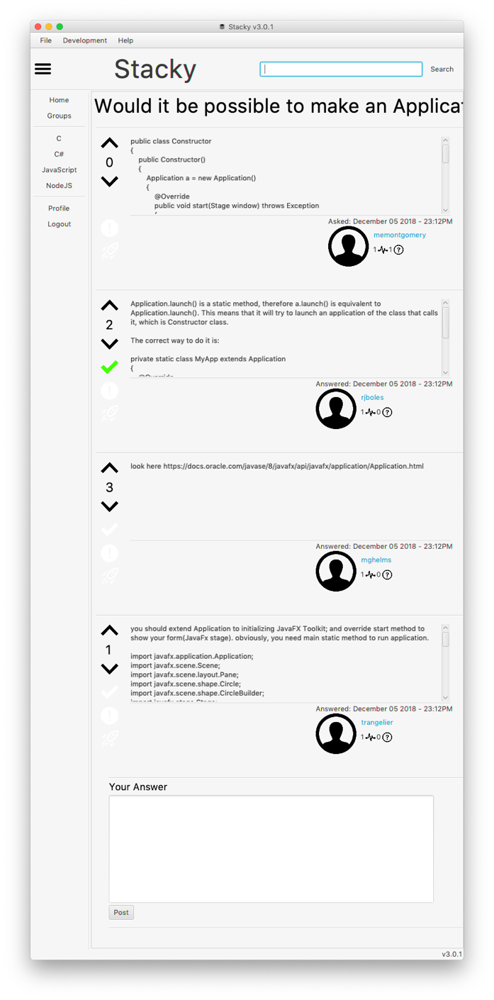 Stacky v3.0.1
File Development Help
Stacky
Search
Home
Groups
C
C#
JavaScript
NodeJS
Profile
Logout
Would it be possible to make an Applica
0
public class Constructor
{
public Constructor()
{
Application a = new Application()
{
@Override
public void start(Stage window) throws Exception
{
Asked: December 05 2018 - 23:12PM
memontgomery
1 1 ?
2
Application.launch() is a static method, therefore a.launch() is equivalent to
Application.launch(). This means that it will try to launch an application of the class that calls
it, which is Constructor class.
The correct way to do it is:
private static class MyApp extends Application
{
@Override
Answered: December 05 2018 - 23:12PM
rjboles
1 0 ?
3
look here https://docs.oracle.com/javase/8/javafx/api/javafx/application/Application.html
Answered: December 05 2018 - 23:12PM
mghelms
1 0 ?
1
you should extend Application to initializing JavaFX Toolkit; and override start method to
show your form(JavaFx stage). obviously, you need main static method to run application.
import javafx.application.Application;
import javafx.scene.Scene;
import javafx.scene.layout.Pane;
import javafx.scene.shape.Circle;
import javafx.scene.shape.CircleBuilder;
import javafx.stage.Stage;
Answered: December 05 2018 - 23:12PM
trangelier
1 0 ?
Your Answer
Post
v3.0.1